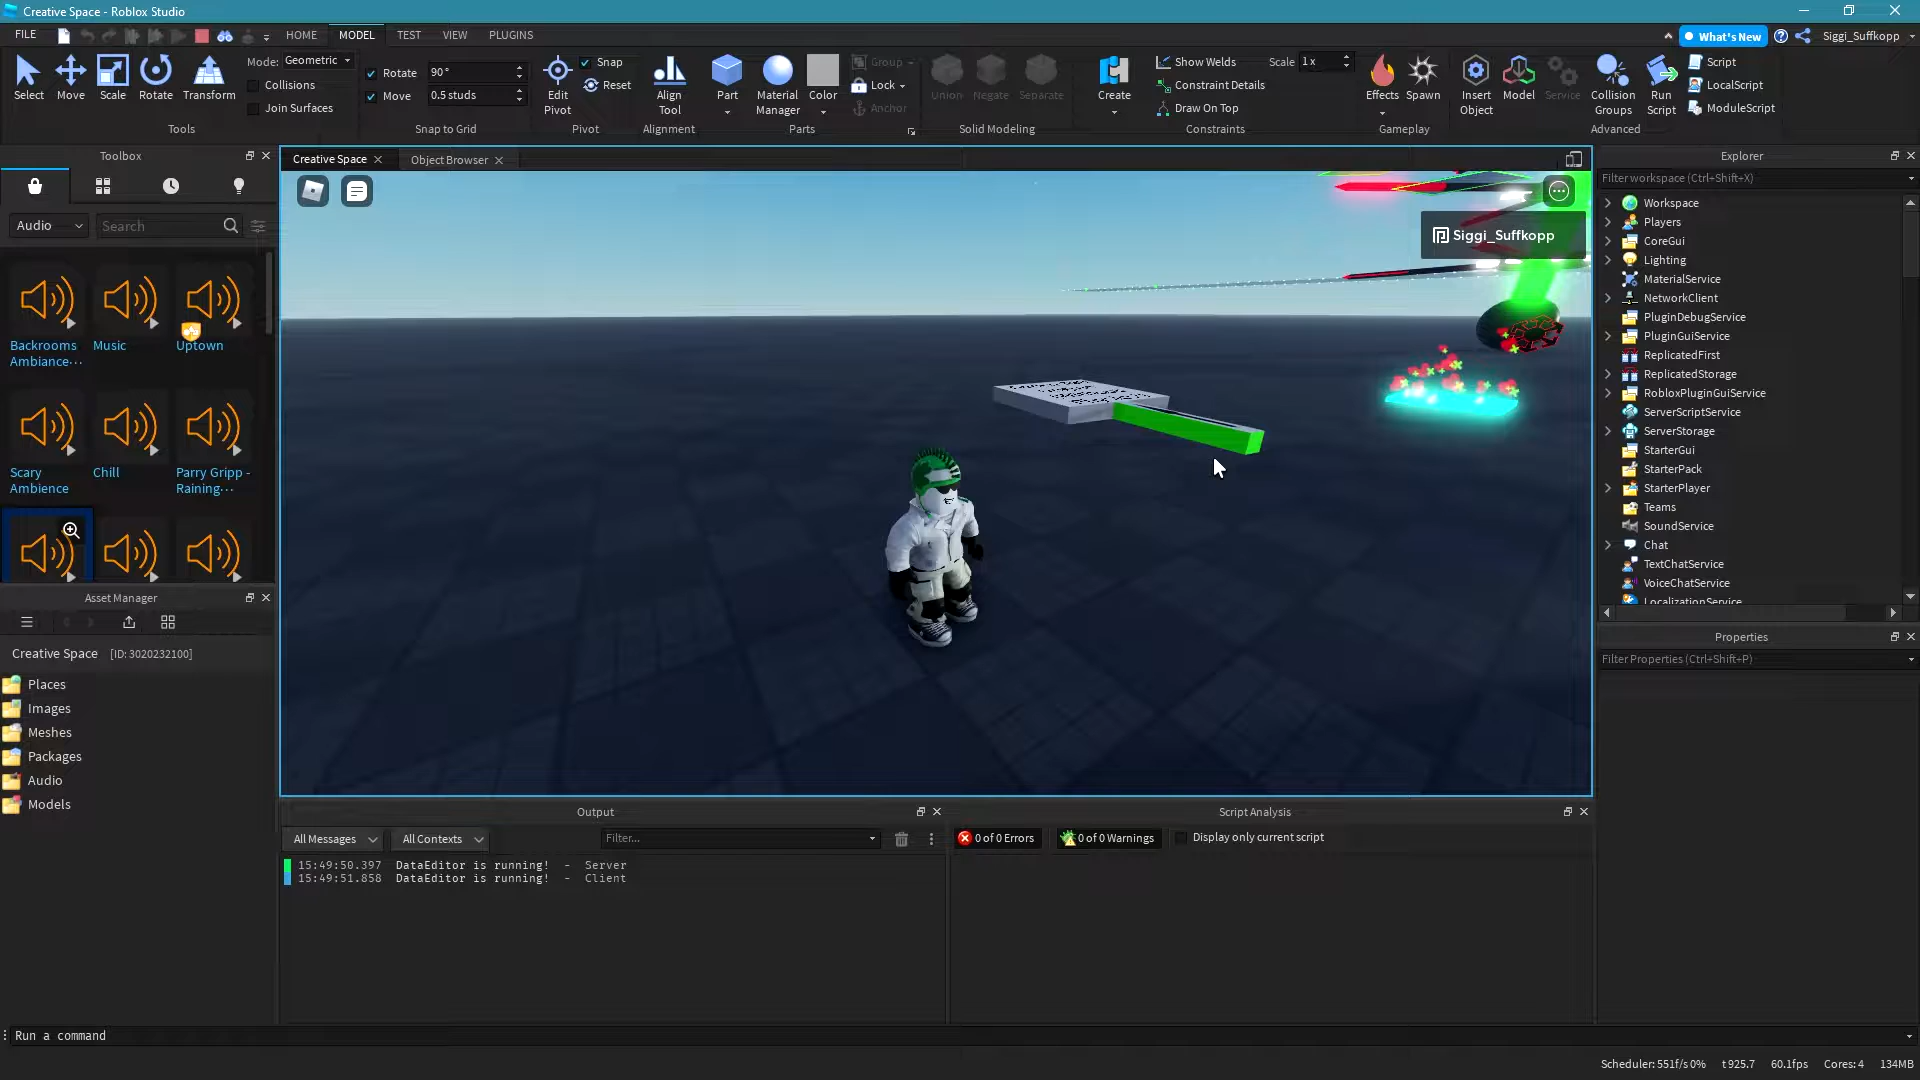 Creative Space - Roblox Studio
FILE
HOME
MODEL
TEST
VIEW
PLUGINS
What's New
Siggi_Suffkopp
Select
Move
Scale
Rotate
Transform
Mode:
Geometric
Collisions
Join Surfaces
Tools
Rotate
90°
Move
0.5 studs
Snap to Grid
Edit
Pivot
Snap
Reset
Pivot
Align
Tool
Alignment
Part
Material
Manager
Color
Group
Lock
Anchor
Parts
Union
Negate
Separate
Solid Modeling
Create
Show Welds
Scale
1x
Constraint Details
Draw On Top
Constraints
Effects
Spawn
Gameplay
Insert
Object
Model
Service
Collision
Groups
Run
Script
Script
LocalScript
ModuleScript
Advanced
Toolbox
Audio
Search
Backrooms
Ambiance···
Music
Uptown
Scary
Ambience
Chill
Parry Gripp -
Raining···
Asset Manager
Creative Space [ID: 3020232100]
Places
Images
Meshes
Packages
Audio
Models
Creative Space
Object Browser
Siggi_Suffkopp
Output
All Messages
All Contexts
Filter...
15:49:50.397 DataEditor is running! - Server
15:49:51.858 DataEditor is running! - Client
Script Analysis
0 of 0 Errors
0 of 0 Warnings
Display only current script
Explorer
Filter workspace (Ctrl+Shift+X)
Workspace
Players
CoreGui
Lighting
MaterialService
NetworkClient
PluginDebugService
PluginGuiService
ReplicatedFirst
ReplicatedStorage
RobloxPluginGuiService
ServerScriptService
ServerStorage
StarterGui
StarterPack
StarterPlayer
Teams
SoundService
Chat
TextChatService
VoiceChatService
LocalizationService
Properties
Filter Properties (Ctrl+Shift+P)
Run a command
Scheduler: 551f/s 0%
t 925.7
60.1fps
Cores: 4
134MB